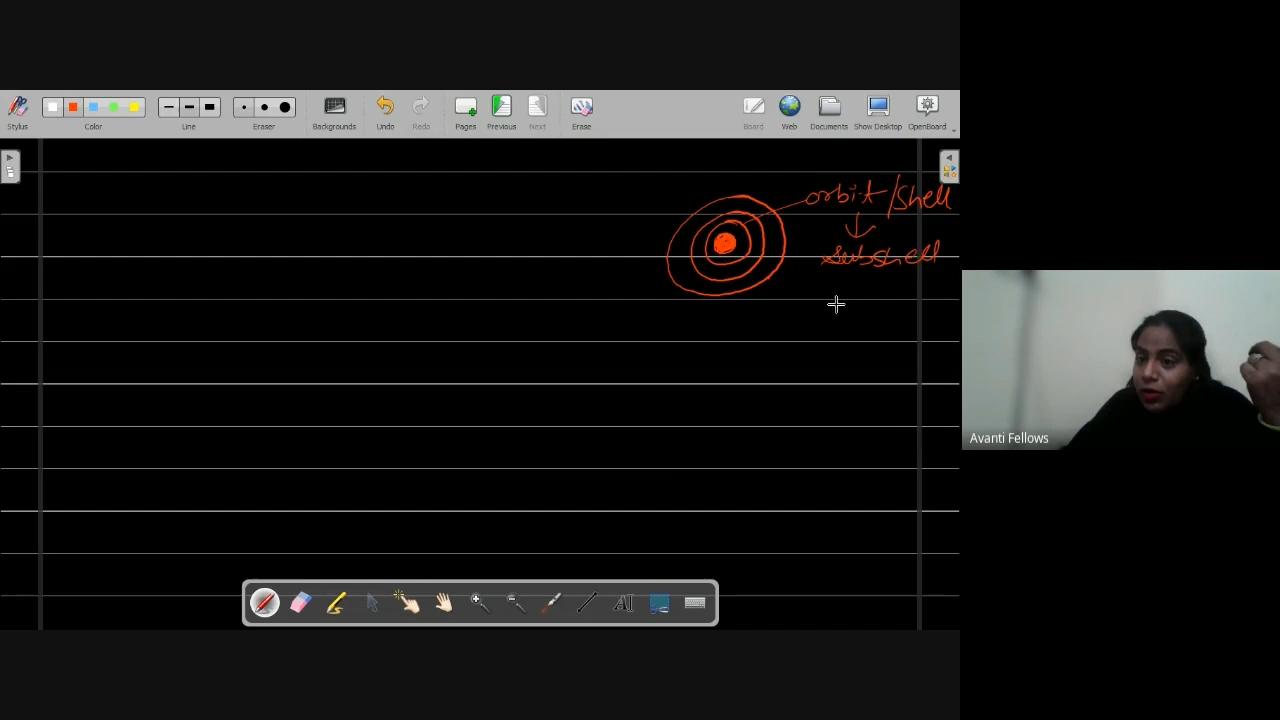 Stylus
Color
Line
Eraser
Backgrounds
Undo
Redo
Pages
Previous
Next
Erase
Board
Web
Documents
Show Desktop
OpenBoard
orbit/shell
↓
subshell
Avanti Fellows
AI